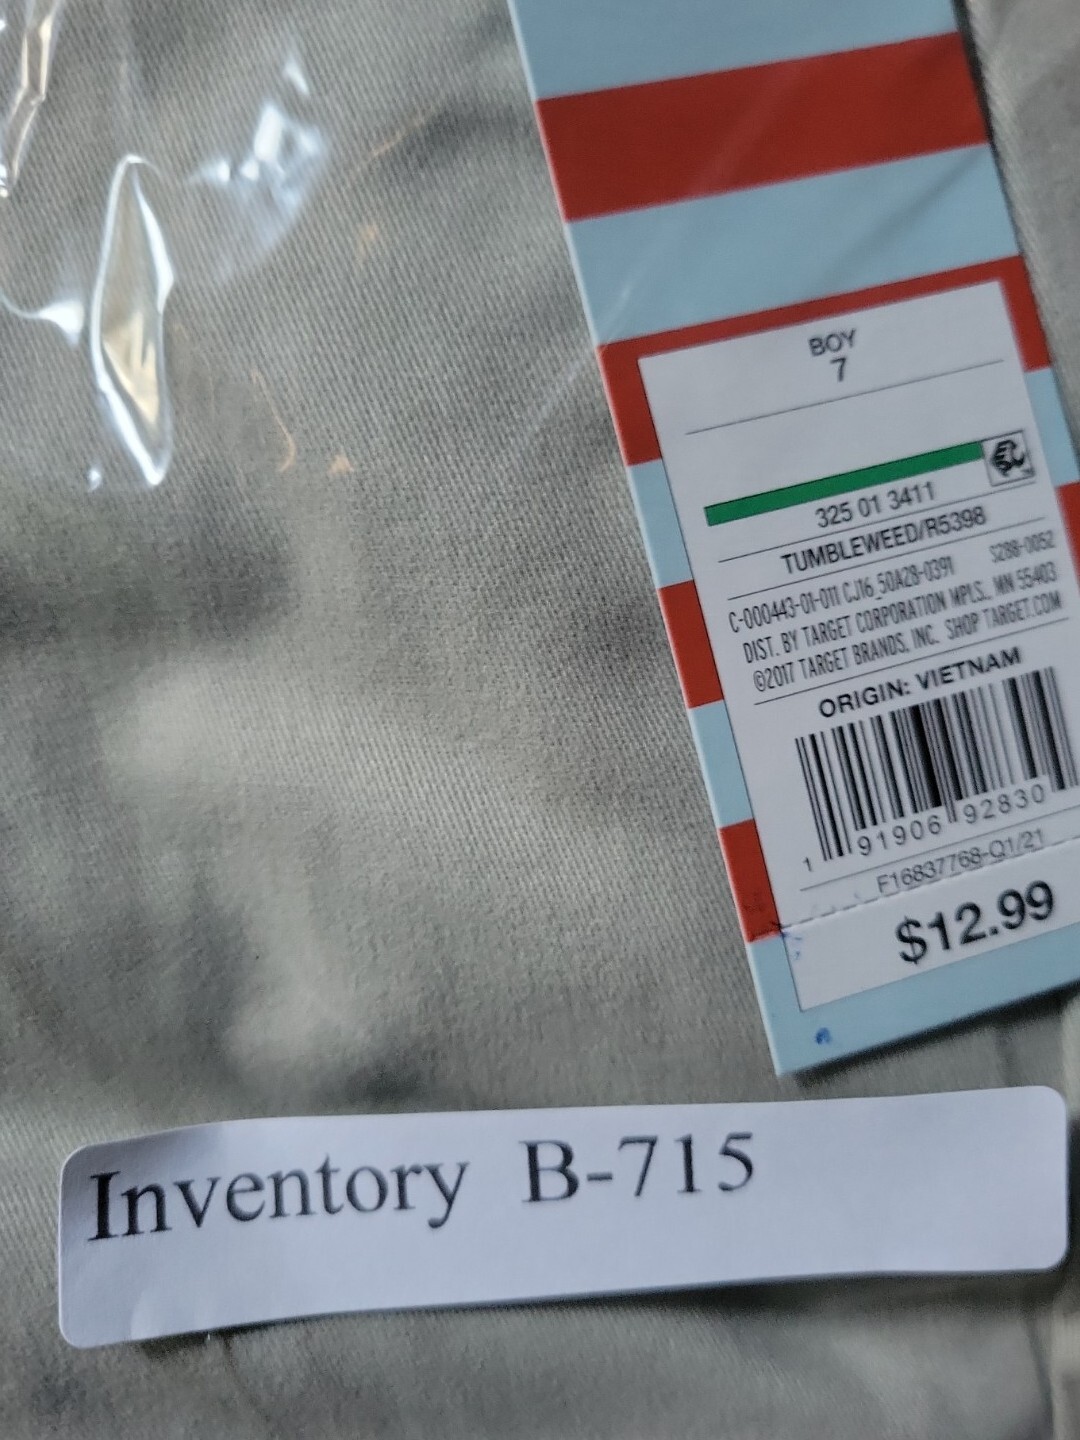 BOY
7
325 01 3411
TUMBLEWEED/R5398
C-000443-01-011 CJ16_50A28-0391 S288-0052
DIST. BY TARGET CORPORATION MPLS., MN 55403
©2017 TARGET BRANDS, INC. SHOP TARGET.COM
ORIGIN: VIETNAM
1 91906 92830
F16837768-Q1/21
$12.99
Inventory B-715